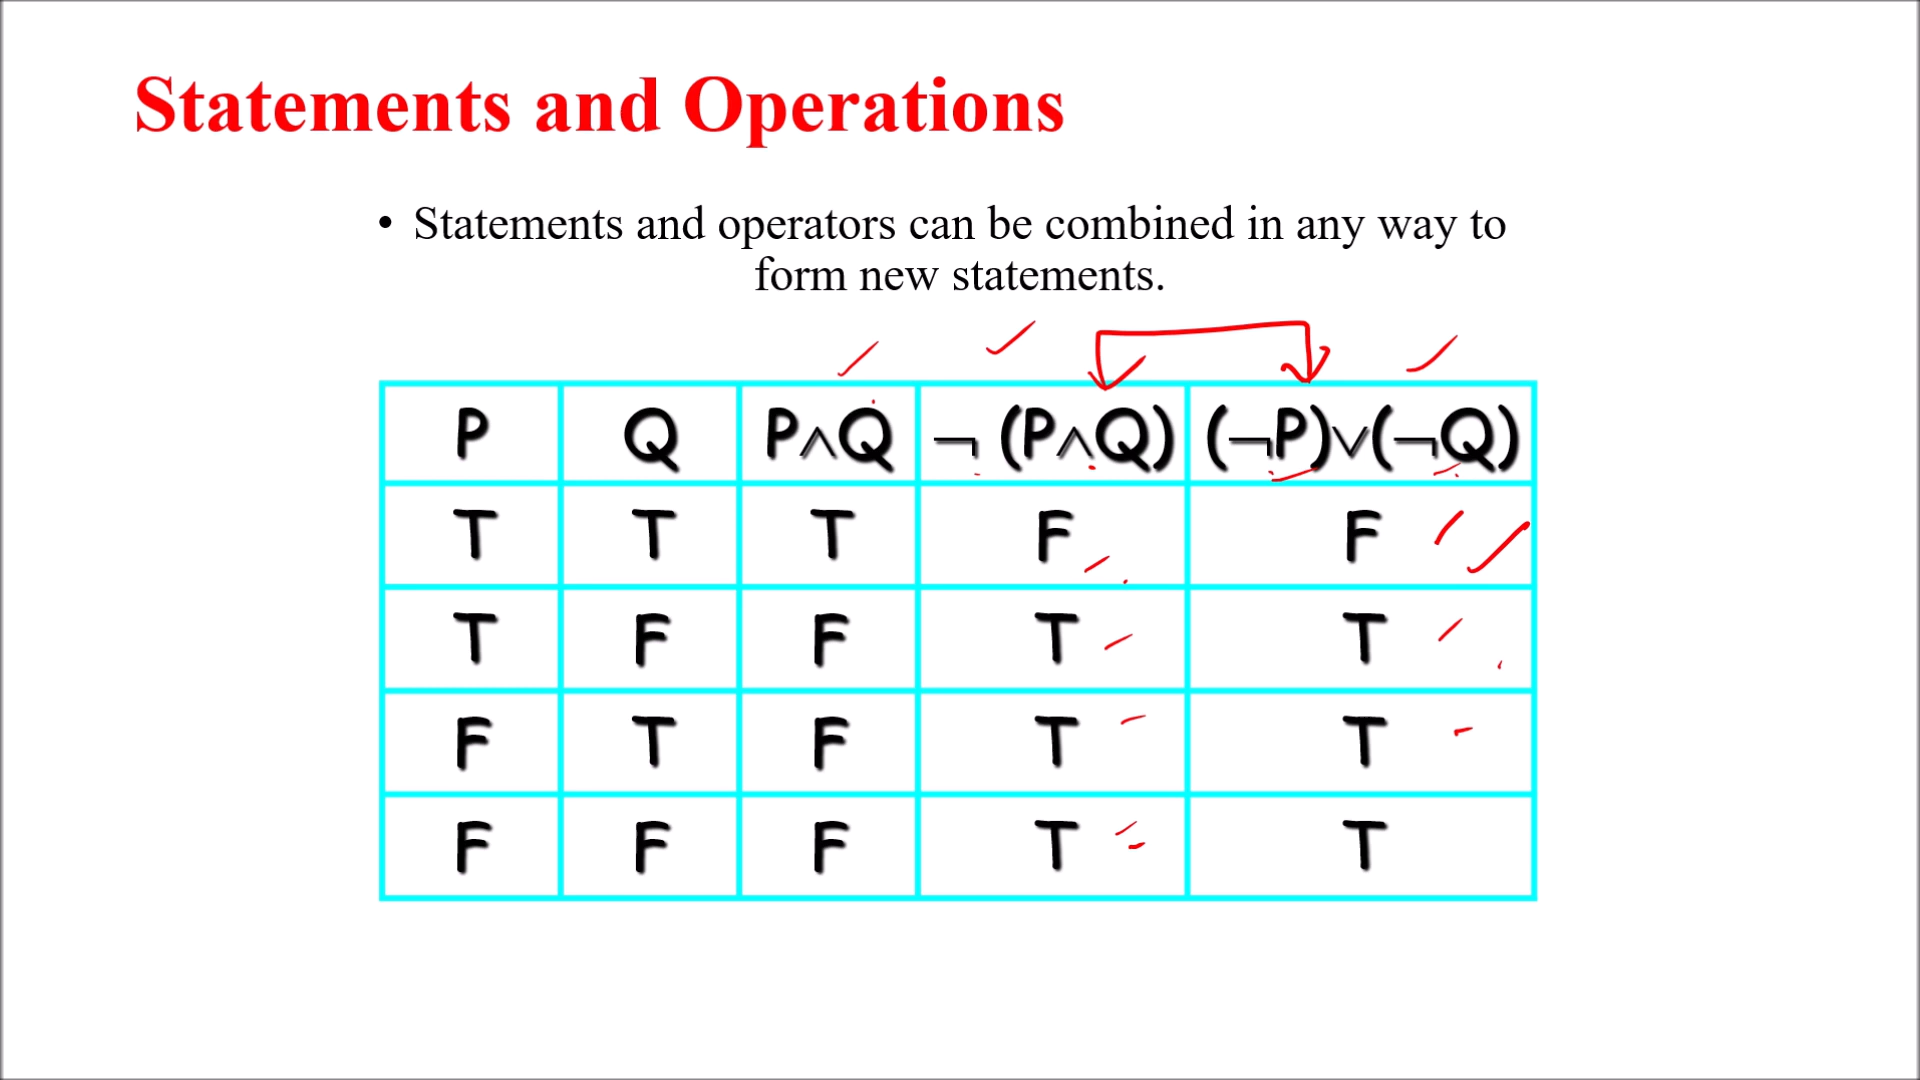 Statements and Operations
• Statements and operators can be combined in any way to
form new statements.
P Q P∧Q ¬ (P∧Q) (¬P)∨(¬Q)
T T T F F
T F F T T
F T F T T
F F F T T